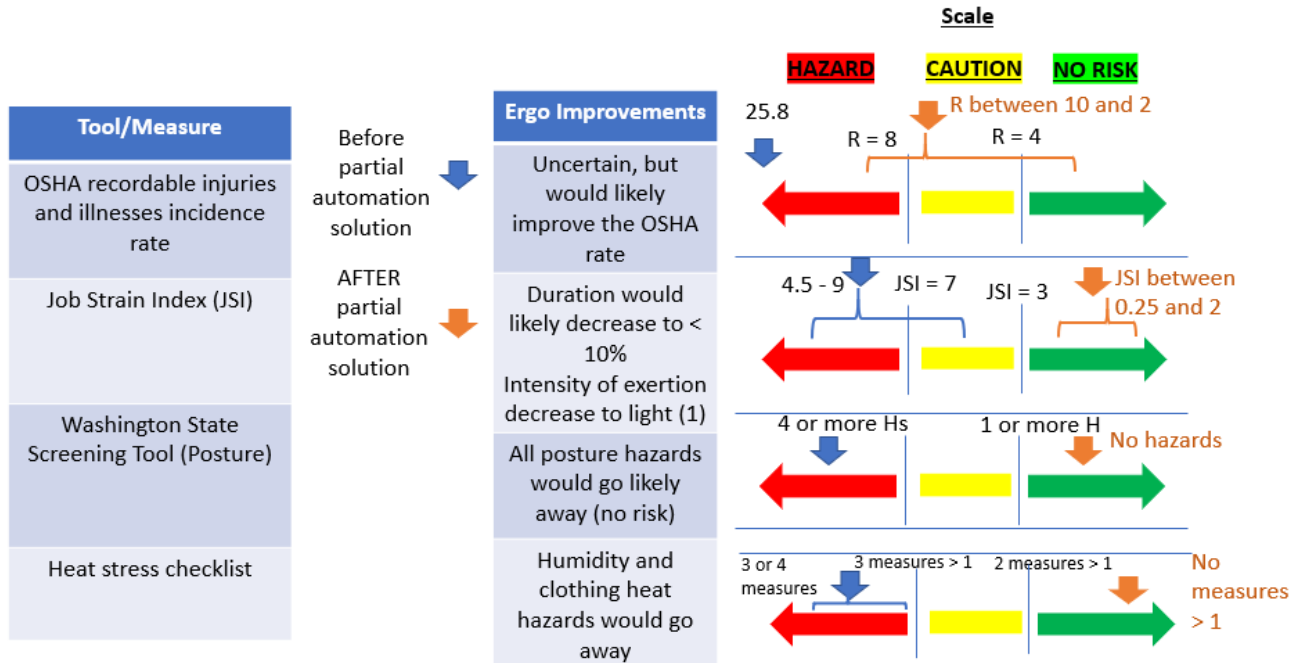 Scale
HAZARD
CAUTION
NO RISK
Tool/Measure
OSHA recordable injuries
and illnesses incidence
rate
Job Strain Index (JSI)
Washington State
Screening Tool (Posture)
Heat stress checklist
Before
partial
automation
solution
AFTER
partial
automation
solution
Ergo Improvements
Uncertain, but
would likely
improve the OSHA
rate
Duration would
likely decrease to <
10%
Intensity of exertion
decrease to light (1)
All posture hazards
would go likely
away (no risk)
Humidity and
clothing heat
hazards would go
away
25.8
R = 8
R between 10 and 2
R = 4
4.5 - 9
JSI = 7
JSI = 3
JSI between
0.25 and 2
4 or more Hs
1 or more H
No hazards
3 or 4
measures
3 measures > 1
2 measures > 1
No
measures
> 1